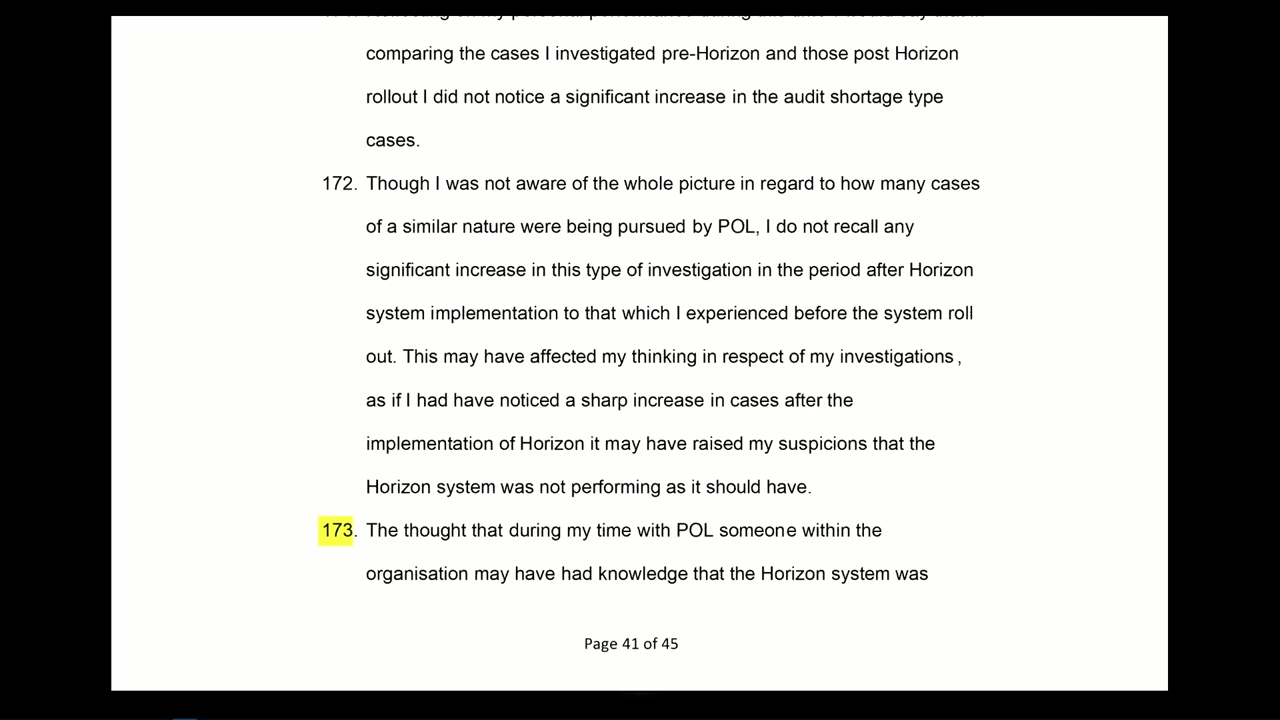 comparing the cases I investigated pre-Horizon and those post Horizon
rollout I did not notice a significant increase in the audit shortage type
cases.
172. Though I was not aware of the whole picture in regard to how many cases
of a similar nature were being pursued by POL, I do not recall any
significant increase in this type of investigation in the period after Horizon
system implementation to that which I experienced before the system roll
out. This may have affected my thinking in respect of my investigations ,
as if I had have noticed a sharp increase in cases after the
implementation of Horizon it may have raised my suspicions that the
Horizon system was not performing as it should have.
173. The thought that during my time with POL someone within the
organisation may have had knowledge that the Horizon system was
Page 41 of 45